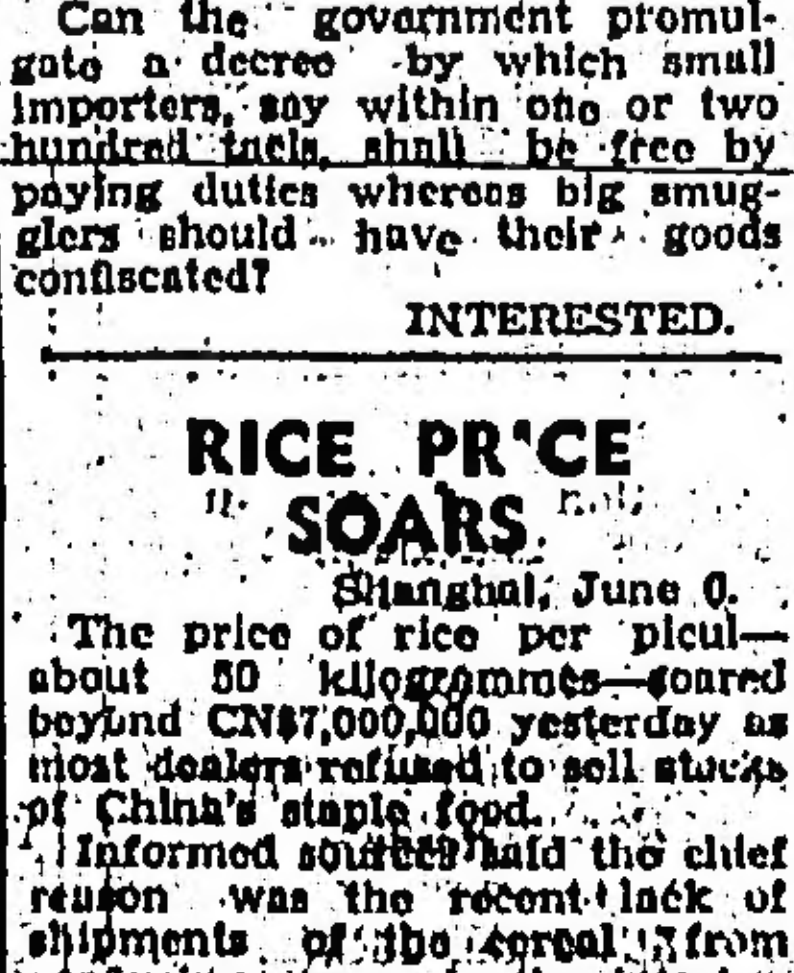 Can the government promul-
gate a decree by which small
importers, say within one or two
hundred taels, shall be free by
paying duties whereas big smug-
glers should have their goods
confiscated?
INTERESTED.
RICE PRICE
SOARS
Shanghai, June
The price of rice per picul—
about kilogrammes—soared
beyond CN$7,000,000 yesterday as
most dealers refused to sell stocks
of China's staple food.
Informed sources said the chief
reason was the recent lack of
shipments of the cereal from